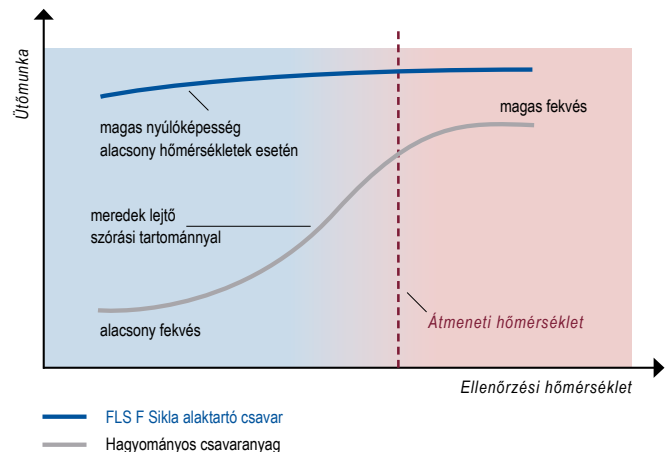 Ütőmunka
magas nyúlóképesség
alacsony hőmérsékletek esetén
magas fekvés
meredek lejtő
szórási tartománnyal
alacsony fekvés
Átmeneti hőmérséklet
Ellenőrzési hőmérséklet
FLS F Sikla alaktartó csavar
Hagyományos csavaranyag